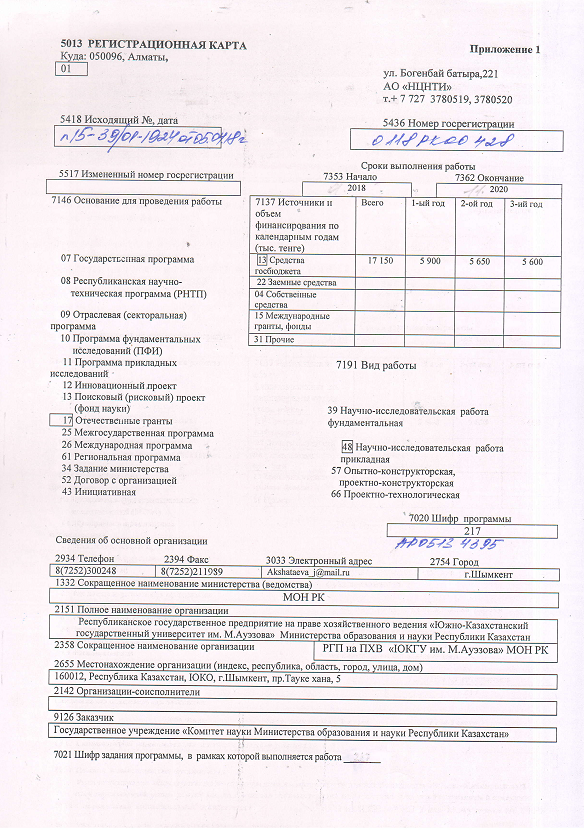 5013 РЕГИСТРАЦИОННАЯ КАРТА
Приложение 1
Куда: 050096, Алматы,
01
ул. Богенбай батыра,221
АО «НЦНТИ»
т.+ 7 727 3780519, 3780520
5418 Исходящий №, дата
5436 Номер госрегистрации
0118РК00428
Сроки выполнения работы
5517 Измененный номер госрегистрации
7353 Начало
7362 Окончание
2018
2020
7146 Основание для проведения работы
7137 Источники и объем финансирования по календарным годам (тыс. тенге)
Всего
1-ый год
2-ой год
3-ий год
07 Государственная программа
13 Средства госбюджета
17 150
5 900
5 650
5 600
08 Республиканская научно-
техническая программа (РНТП)
22 Заемные средства
04 Собственные средства
09 Отраслевая (секторальная)
программа
15 Международные гранты, фонды
10 Программа фундаментальных
исследований (ПФИ)
31 Прочие
11 Программа прикладных
исследований
7191 Вид работы
12 Инновационный проект
13 Поисковый (рисковый) проект
(фонд науки)
39 Научно-исследовательская работа
фундаментальная
17 Отечественные гранты
25 Межгосударственная программа
26 Международная программа
48 Научно-исследовательская работа
прикладная
61 Региональная программа
34 Задание министерства
57 Опытно-конструкторская,
проектно-конструкторская
52 Договор с организацией
43 Инициативная
66 Проектно-технологическая
7020 Шифр программы
217
АР05134395
Сведения об основной организации
2934 Телефон
2394 Факс
3033 Электронный адрес
2754 Город
8(7252)300248
8(7252)211989
Akshataeva_j@mail.ru
г.Шымкент
1332 Сокращенное наименование министерства (ведомства)
МОН РК
2151 Полное наименование организации
Республиканское государственное предприятие на праве хозяйственного ведения «Южно-Казахстанский
государственный университет им. М.Ауэзова» Министерства образования и науки Республики Казахстан
2358 Сокращенное наименование организации
РГП на ПХВ «ЮКГУ им. М.Ауэзова» МОН РК
2655 Местонахождение организации (индекс, республика, область, город, улица, дом)
160012, Республика Казахстан, ЮКО, г.Шымкент, пр.Тауке хана, 5
2142 Организации-соисполнители
9126 Заказчик
Государственное учреждение «Комитет науки Министерства образования и науки Республики Казахстан»
7021 Шифр задания программы, в рамках которой выполняется работа